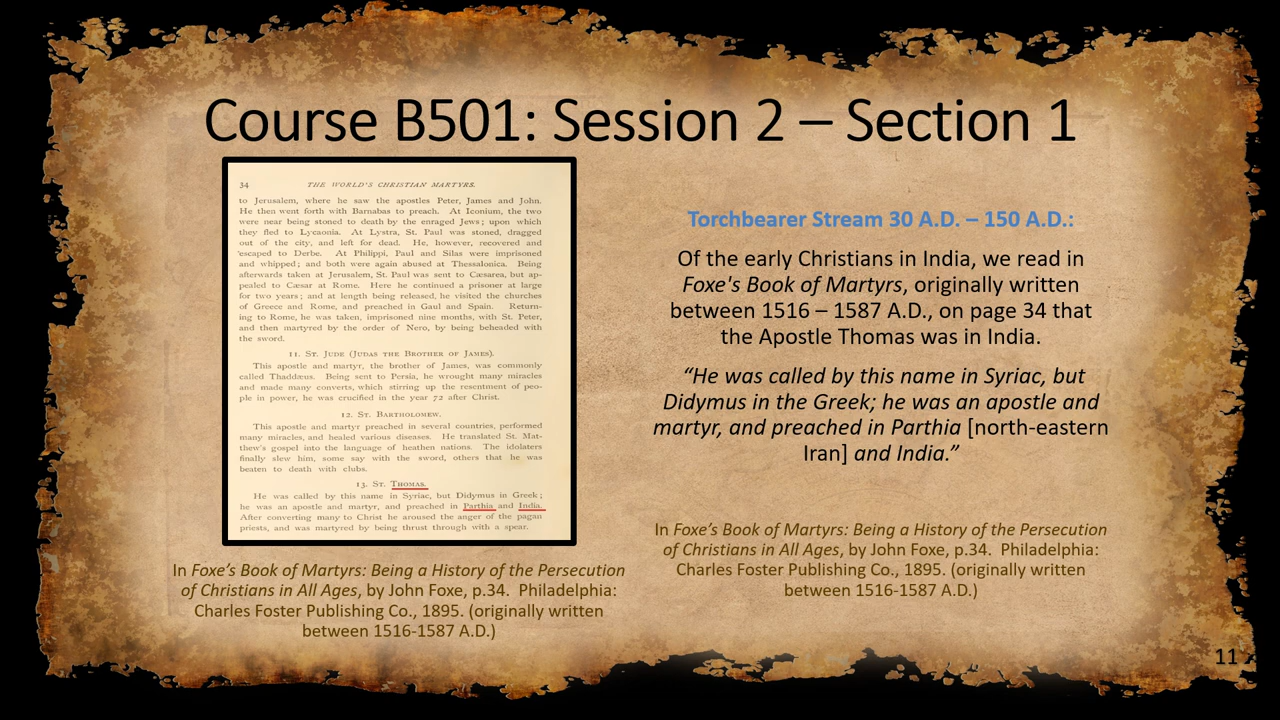 Course B501: Session 2 – Section 1
34 THE WORLD'S CHRISTIAN MARTYRS.
to Jerusalem, where he saw the apostles Peter, James and John.
He then went forth with Barnabas to preach. At Iconium, the two
were near being stoned to death by the enraged Jews; upon which
they fled to Lycaonia. At Lystra, St. Paul was stoned, dragged
out of the city, and left for dead. He, however, recovered and
escaped to Derbe. At Philippi, Paul and Silas were imprisoned
and whipped; and both were again abused at Thessalonica. Being
afterwards taken at Jerusalem, St. Paul was sent to Cæsarea, but ap-
pealed to Cæsar at Rome. Here he continued a prisoner at large
for two years; and at length being released, he visited the churches
of Greece and Rome, and preached in Gaul and Spain. Return-
ing to Rome, he was taken, imprisoned nine months, with St. Peter,
and then martyred by the order of Nero, by being beheaded with
the sword.
11. St. Jude (Judas the Brother of James).
This apostle and martyr, the brother of James, was commonly
called Thaddæus. Being sent to Persia, he wrought many miracles
and made many converts, which stirring up the resentment of peo-
ple in power, he was crucified in the year 72 after Christ.
12. St. Bartholomew.
This apostle and martyr preached in several countries, performed
many miracles, and healed various diseases. He translated St. Mat-
thew's gospel into the language of heathen nations. The idolaters
finally slew him, some say with the sword, others that he was
beaten to death with clubs.
13. St. Thomas.
He was called by this name in Syriac, but Didymus in Greek;
he was an apostle and martyr, and preached in Parthia and India.
After converting many to Christ he aroused the anger of the pagan
priests, and was martyred by being thrust through with a spear.
In Foxe's Book of Martyrs: Being a History of the Persecution
of Christians in All Ages, by John Foxe, p.34. Philadelphia:
Charles Foster Publishing Co., 1895. (originally written
between 1516-1587 A.D.)
Torchbearer Stream 30 A.D. – 150 A.D.:
Of the early Christians in India, we read in
Foxe's Book of Martyrs, originally written
between 1516 – 1587 A.D., on page 34 that
the Apostle Thomas was in India.
“He was called by this name in Syriac, but
Didymus in the Greek; he was an apostle and
martyr, and preached in Parthia [north-eastern
Iran] and India.”
In Foxe’s Book of Martyrs: Being a History of the Persecution
of Christians in All Ages, by John Foxe, p.34. Philadelphia:
Charles Foster Publishing Co., 1895. (originally written
between 1516-1587 A.D.)
11